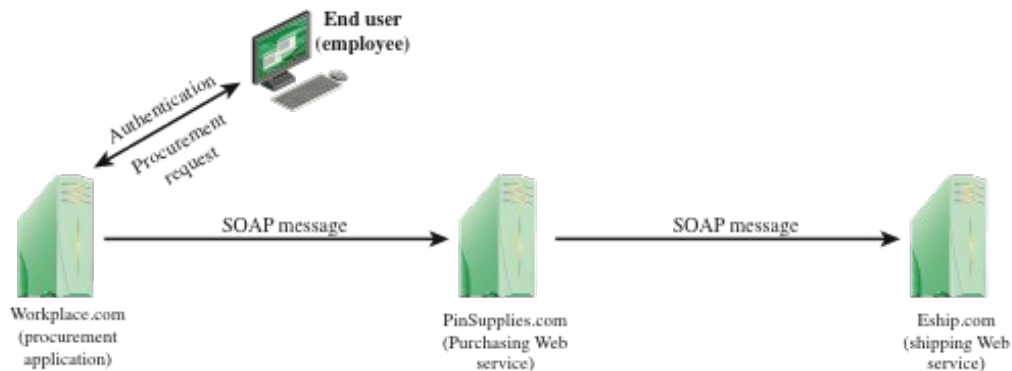 End user
(employee)
Authentication
Procurement
request
SOAP message
SOAP message
Workplace.com
(procurement
application)
PinSupplies.com
(Purchasing Web
service)
Eship.com
(shipping Web
service)